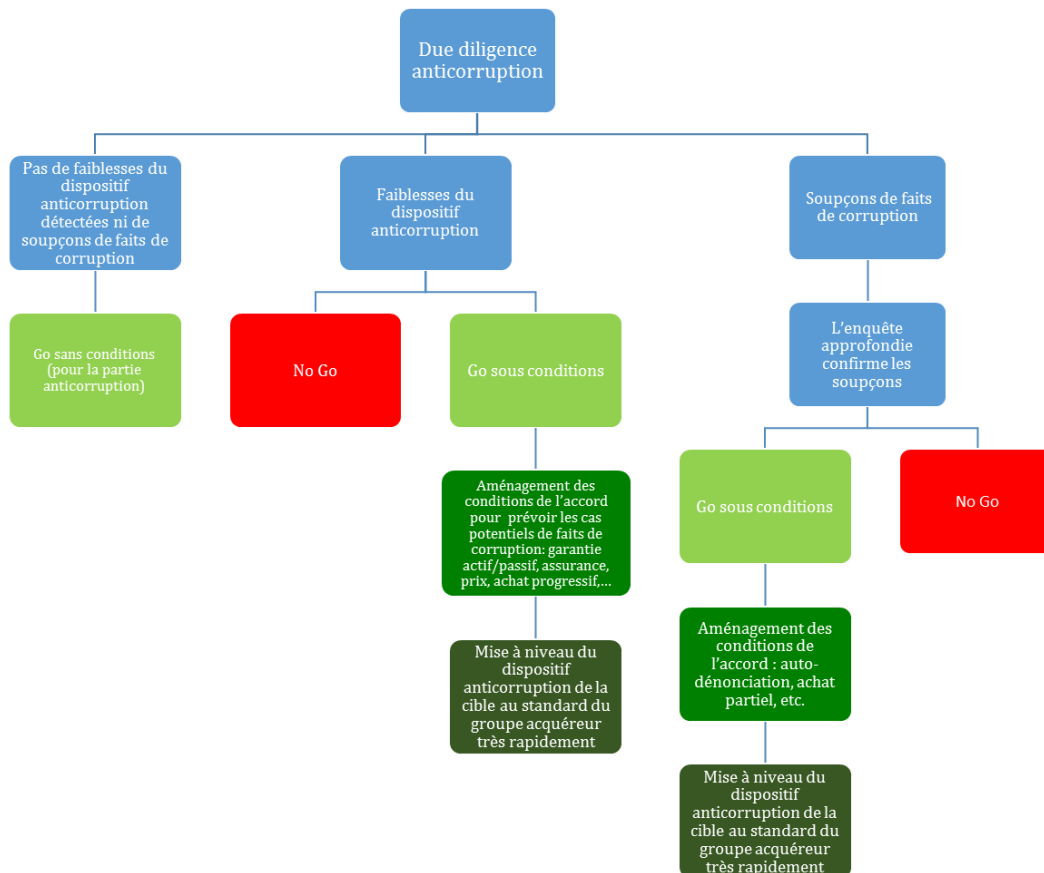 Due diligence
anticorruption
Pas de faiblesses du
dispositif
anticorruption
détectées ni de
soupçons de faits de
corruption
Faiblesses du
dispositif
anticorruption
Soupçons de faits
de corruption
Go sans conditions
(pour la partie
anticorruption)
No Go
Go sous conditions
L’enquête
approfondie
confirme les
soupçons
Aménagement des
conditions de l’accord
pour prévoir les cas
potentiels de faits de
corruption: garantie
actif/passif, assurance,
prix, achat progressif,...
Go sous conditions
No Go
Mise à niveau du
dispositif
anticorruption de la
cible au standard du
groupe acquéreur
très rapidement
Aménagement des
conditions de
l’accord : auto-
dénonciation, achat
partiel, etc.
Mise à niveau du
dispositif
anticorruption de la
cible au standard du
groupe acquéreur
très rapidement